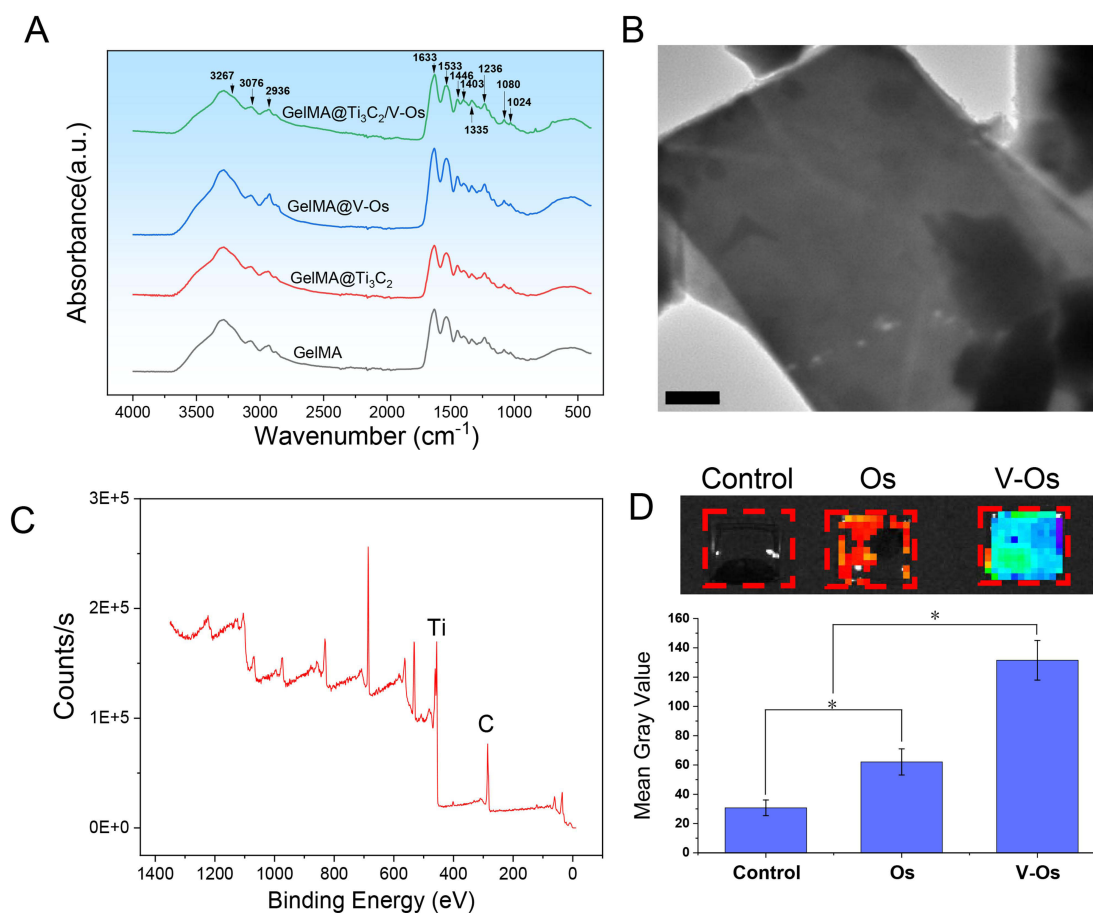 A
Absorbance(a.u.)
3267
3076
2936
1633
1533
1446
1403
1335
1236
1080
1024
GelMA@Ti₃C₂/V-Os
GelMA@V-Os
GelMA@Ti₃C₂
GelMA
4000 3500 3000 2500 2000 1500 1000 500
Wavenumber (cm⁻¹)
B
C
Counts/s
3E+5
2E+5
1E+5
0E+0
Ti
C
1400 1200 1000 800 600 400 200 0
Binding Energy (eV)
D
Control Os V-Os
Mean Gray Value
160
140
120
100
80
60
40
20
0
*
*
Control Os V-Os